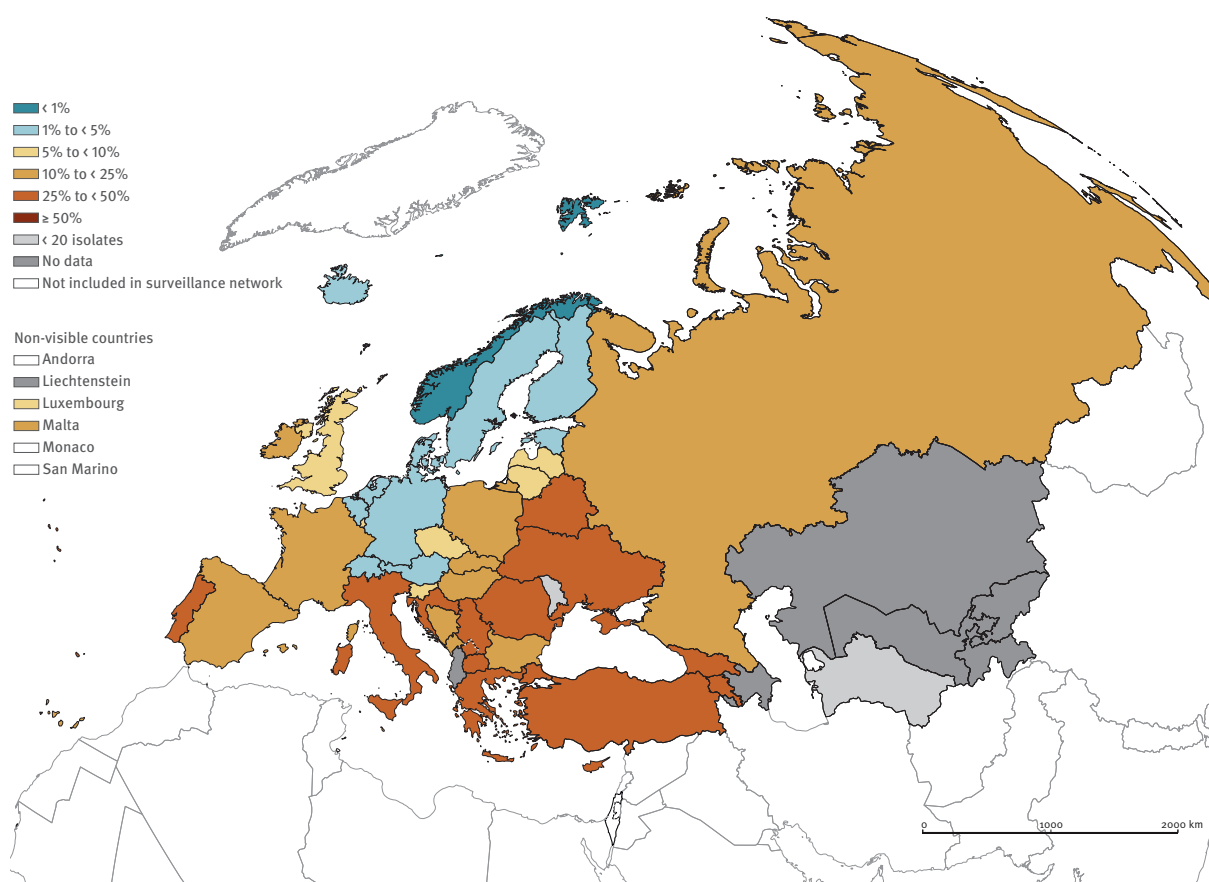 < 1%
1% to < 5%
5% to < 10%
10% to < 25%
25% to < 50%
≥ 50%
< 20 isolates
No data
Not included in surveillance network
Non-visible countries
Andorra
Liechtenstein
Luxembourg
Malta
Monaco
San Marino
0 1000 2000 km